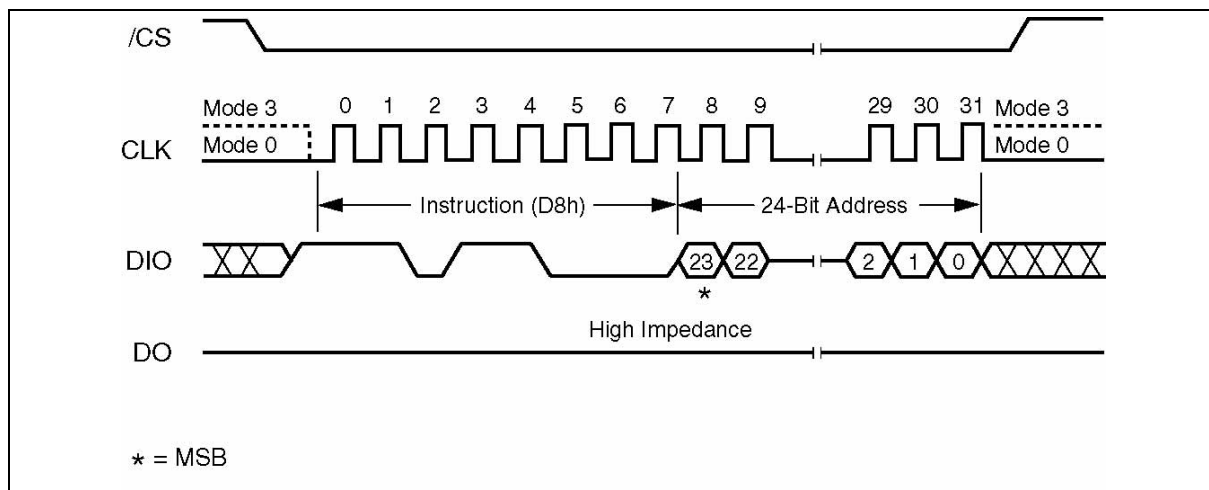 /CS
Mode 3 0 1 2 3 4 5 6 7 8 9 29 30 31 Mode 3
CLK Mode 0 Mode 0
Instruction (D8h) 24-Bit Address
DIO 23 22 2 1 0
*
High Impedance
DO
* = MSB